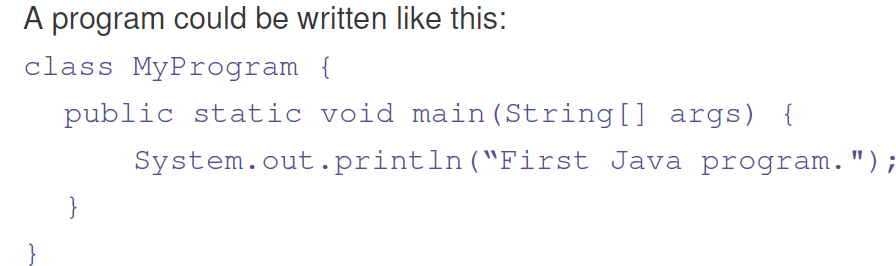 A program could be written like this:
class MyProgram {
public static void main(String[] args) {
System.out.println(“First Java program.");
}
}